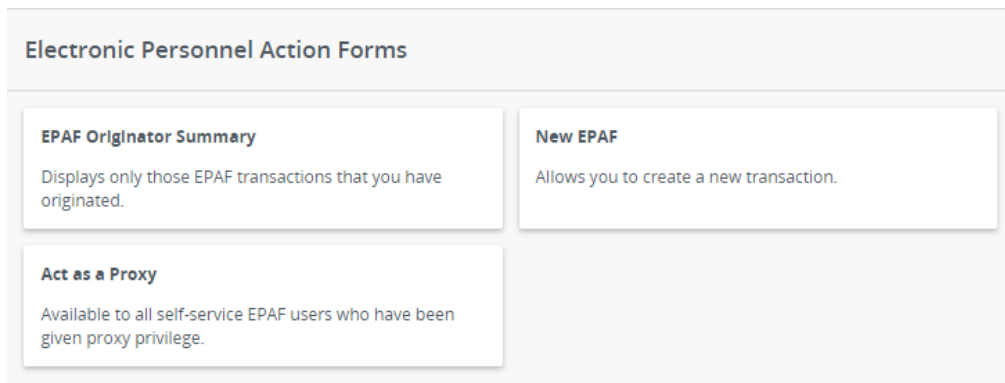 Electronic Personnel Action Forms
EPAF Originator Summary
Displays only those EPAF transactions that you have
originated.
New EPAF
Allows you to create a new transaction.
Act as a Proxy
Available to all self-service EPAF users who have been
given proxy privilege.